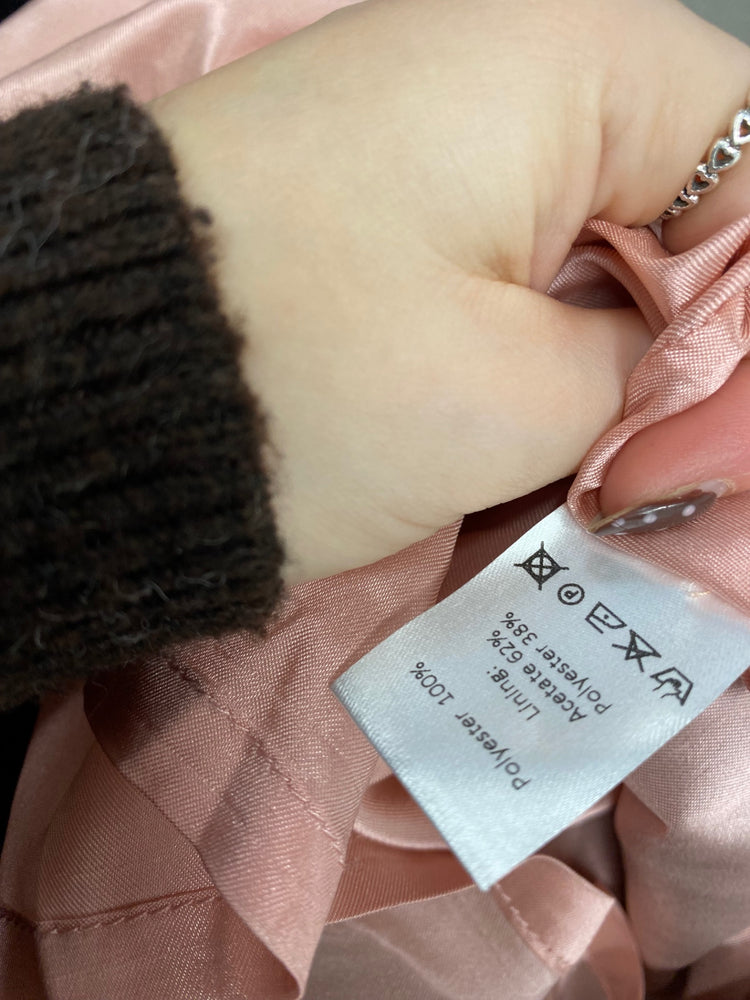 Polyester 100%
Lining:
Acetate 62%
Polyester 38%
P